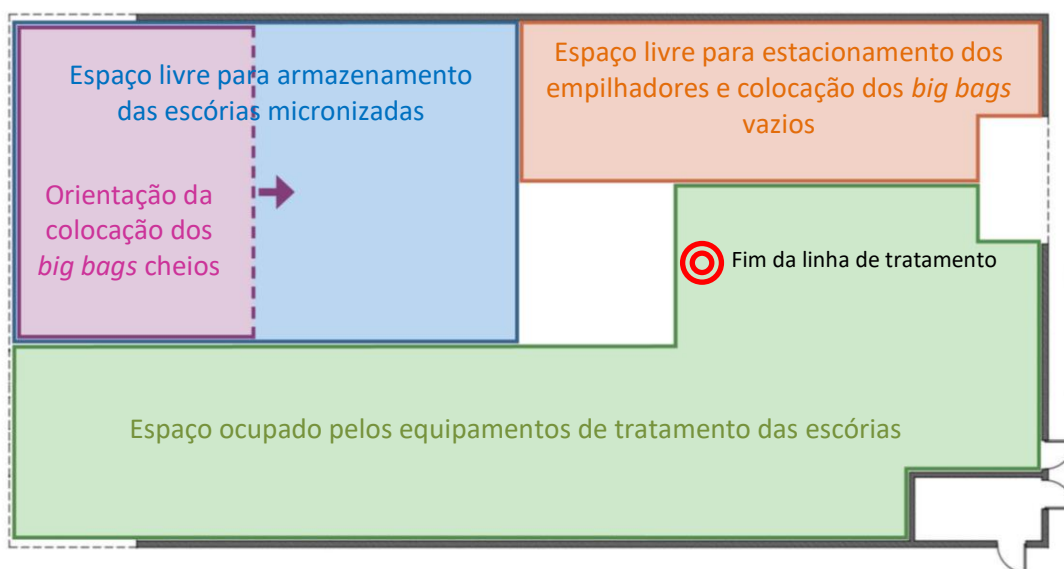 Espaço livre para armazenamento
das escórias micronizadas
Espaço livre para estacionamento dos
empilhadores e colocação dos big bags
vazios
Orientação da
colocação dos
big bags cheios
Fim da linha de tratamento
Espaço ocupado pelos equipamentos de tratamento das escórias